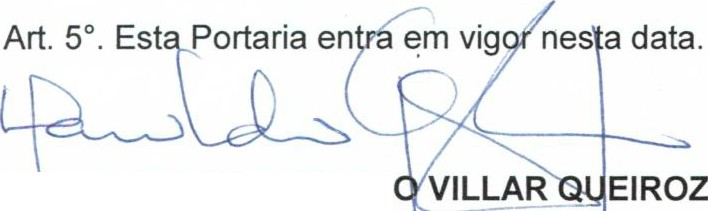 Art. 5°. Esta Portaria entra em vigor nesta data.
O VILLAR QUEIROZ